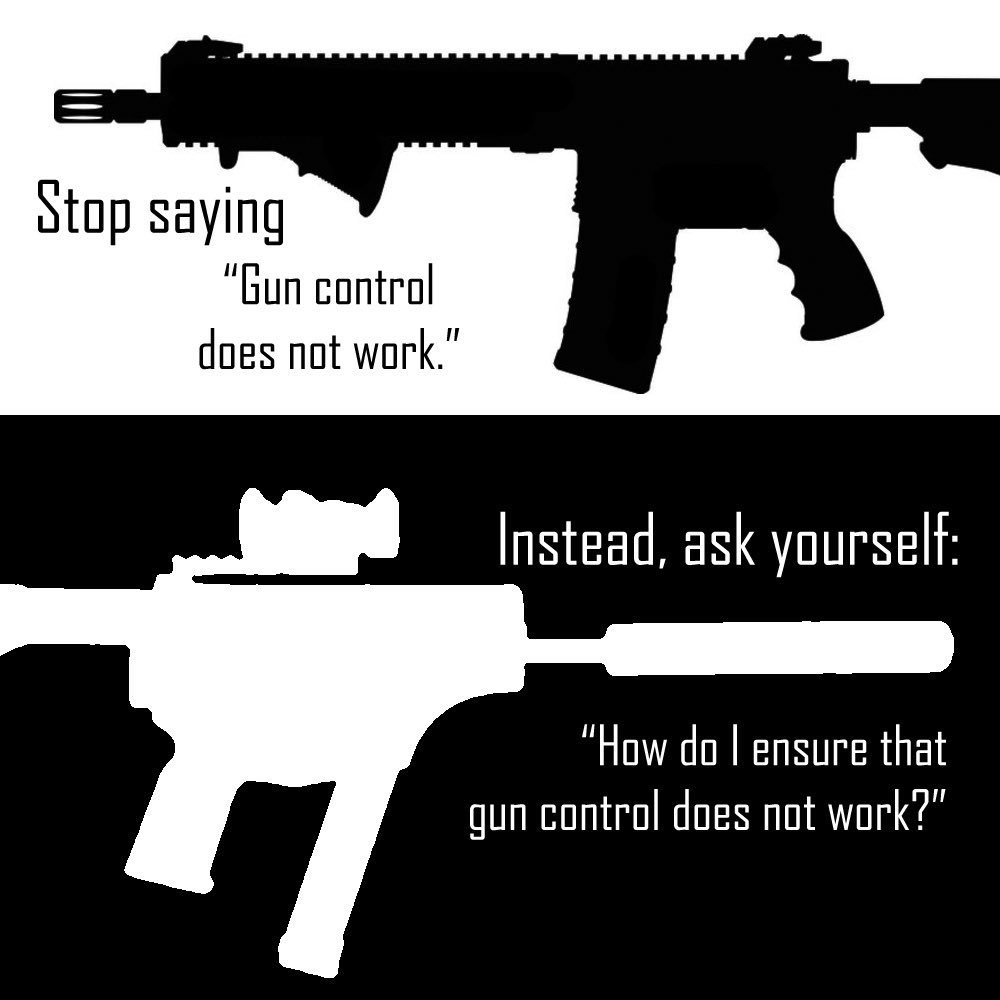 Stop saying
“Gun control
does not work.”
Instead, ask yourself:
“How do I ensure that
gun control does not work?”